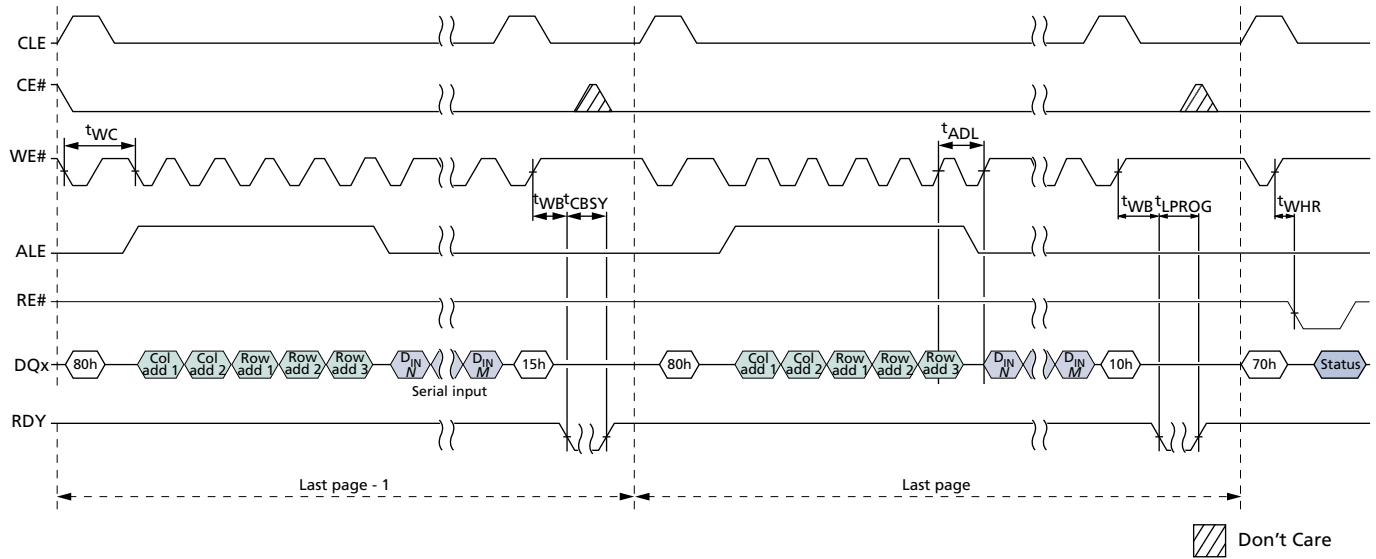 CLE
CE#
tWC
tADL
WE#
tWB tCBSY
tWB tLPROG
tWHR
ALE
RE#
DQx
80h
Col add 1
Col add 2
Row add 1
Row add 2
Row add 3
DIN N
DIN M
15h
80h
Col add 1
Col add 2
Row add 1
Row add 2
Row add 3
DIN N
DIN M
10h
70h
Status
Serial input
RDY
Last page - 1
Last page
Don't Care